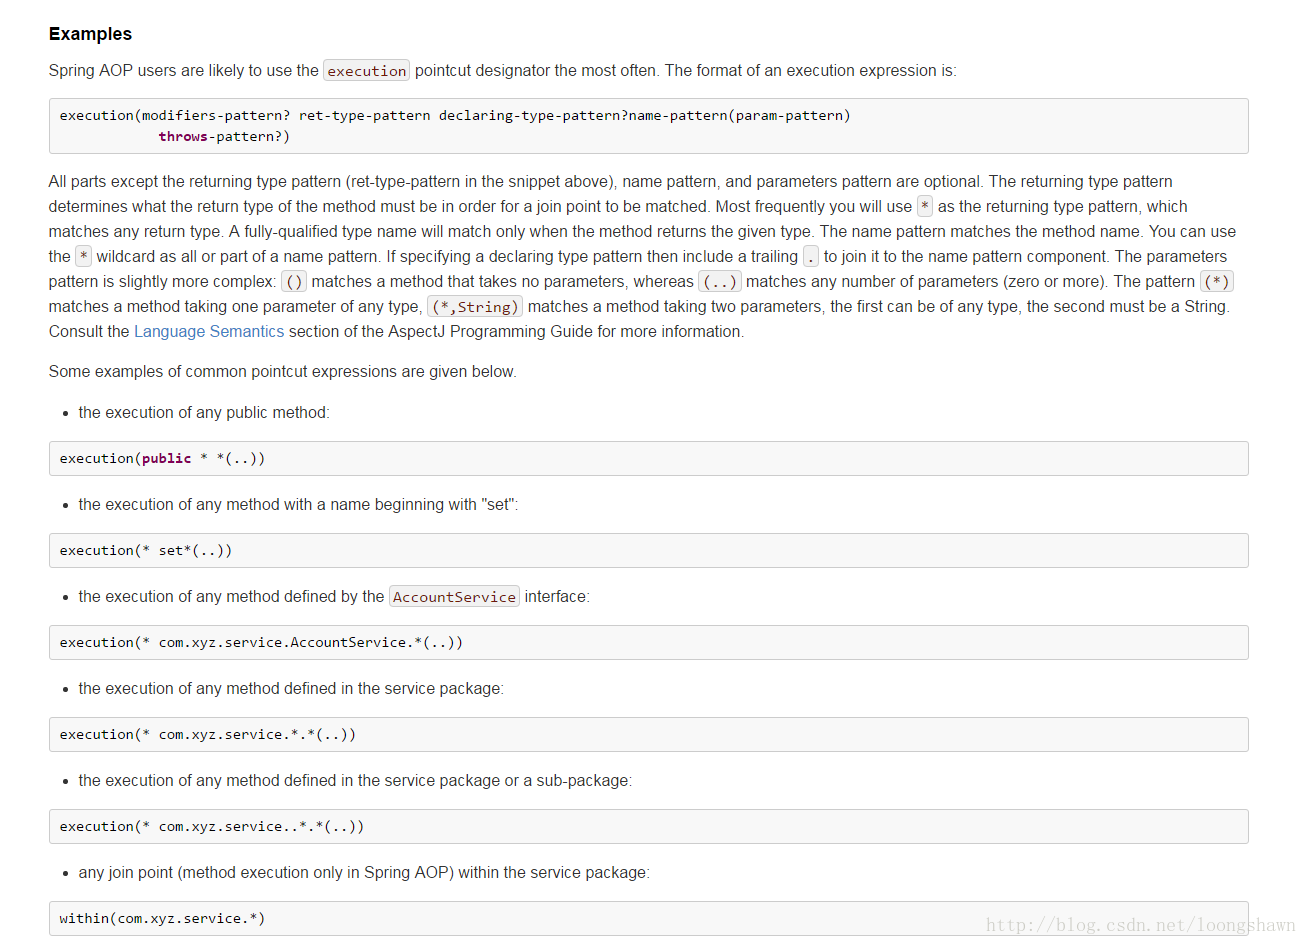 Examples
Spring AOP users are likely to use the execution pointcut designator the most often. The format of an execution expression is:
execution(modifiers-pattern? ret-type-pattern declaring-type-pattern?name-pattern(param-pattern)
throws-pattern?)
All parts except the returning type pattern (ret-type-pattern in the snippet above), name pattern, and parameters pattern are optional. The returning type pattern
determines what the return type of the method must be in order for a join point to be matched. Most frequently you will use * as the returning type pattern, which
matches any return type. A fully-qualified type name will match only when the method returns the given type. The name pattern matches the method name. You can use
the * wildcard as all or part of a name pattern. If specifying a declaring type pattern then include a trailing . to join it to the name pattern component. The parameters
pattern is slightly more complex: () matches a method that takes no parameters, whereas (..) matches any number of parameters (zero or more). The pattern (*)
matches a method taking one parameter of any type, (*,String) matches a method taking two parameters, the first can be of any type, the second must be a String.
Consult the Language Semantics section of the AspectJ Programming Guide for more information.
Some examples of common pointcut expressions are given below.
• the execution of any public method:
execution(public * *(..))
• the execution of any method with a name beginning with "set":
execution(* set*(..))
• the execution of any method defined by the AccountService interface:
execution(* com.xyz.service.AccountService.*(..))
• the execution of any method defined in the service package:
execution(* com.xyz.service.*.*(..))
• the execution of any method defined in the service package or a sub-package:
execution(* com.xyz.service..*.*(..))
• any join point (method execution only in Spring AOP) within the service package:
within(com.xyz.service.*)
http://blog.csdn.net/loongshawn